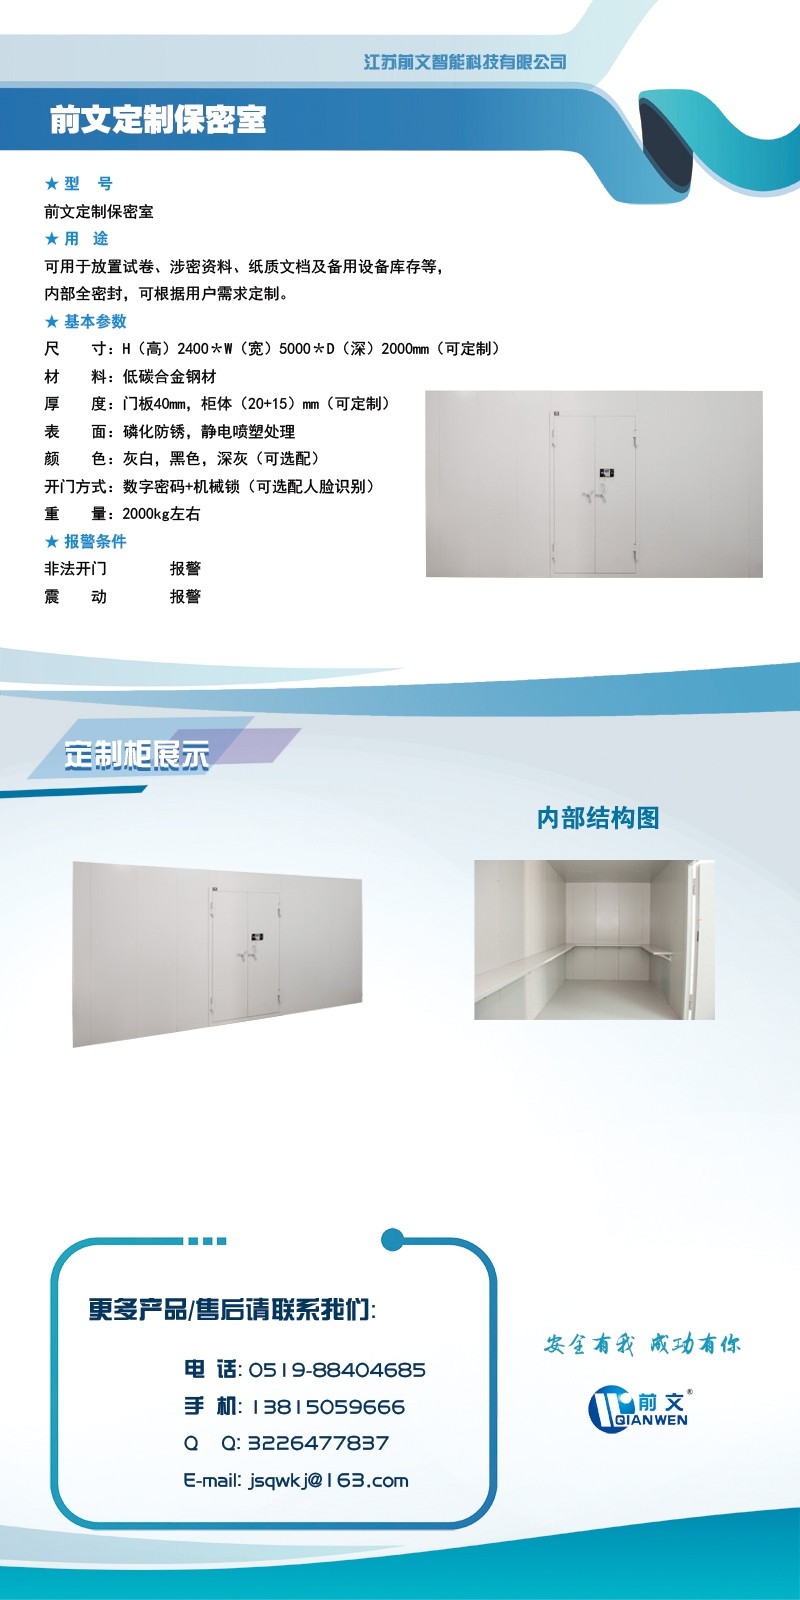 江苏前文智能科技有限公司
前文定制保密室
★ 型 号
前文定制保密室
★ 用 途
可用于放置试卷、涉密资料、纸质文档及备用设备库存等，
内部全密封，可根据用户需求定制。
★ 基本参数
尺 寸：H（高）2400＊W（宽）5000＊D（深）2000mm（可定制）
材 料：低碳合金钢材
厚 度：门板40mm，柜体（20+15）mm（可定制）
表 面：磷化防锈，静电喷塑处理
颜 色：灰白，黑色，深灰（可选配）
开门方式：数字密码+机械锁（可选配人脸识别）
重 量：2000kg左右
★ 报警条件
非法开门 报警
震 动 报警
定制柜展示
内部结构图
更多产品/售后请联系我们:
电 话: 0519-88404685
手 机: 13815059666
Q Q: 3226477837
E-mail: jsqwkj@163.com
安全有我 成功有你
前文®
QIANWEN